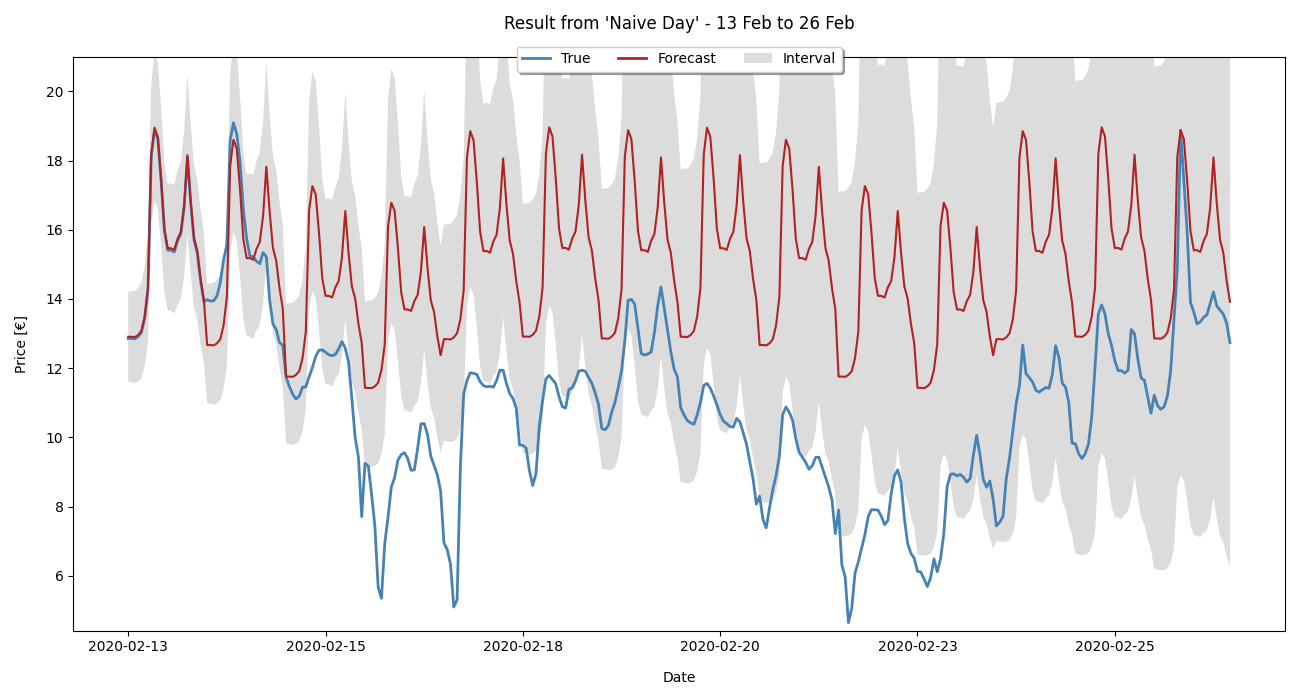 Result from 'Naive Day' - 13 Feb to 26 Feb
True Forecast Interval
20
18
16
14
12
10
8
6
Price [€]
2020-02-13 2020-02-15 2020-02-18 2020-02-20 2020-02-23 2020-02-25
Date